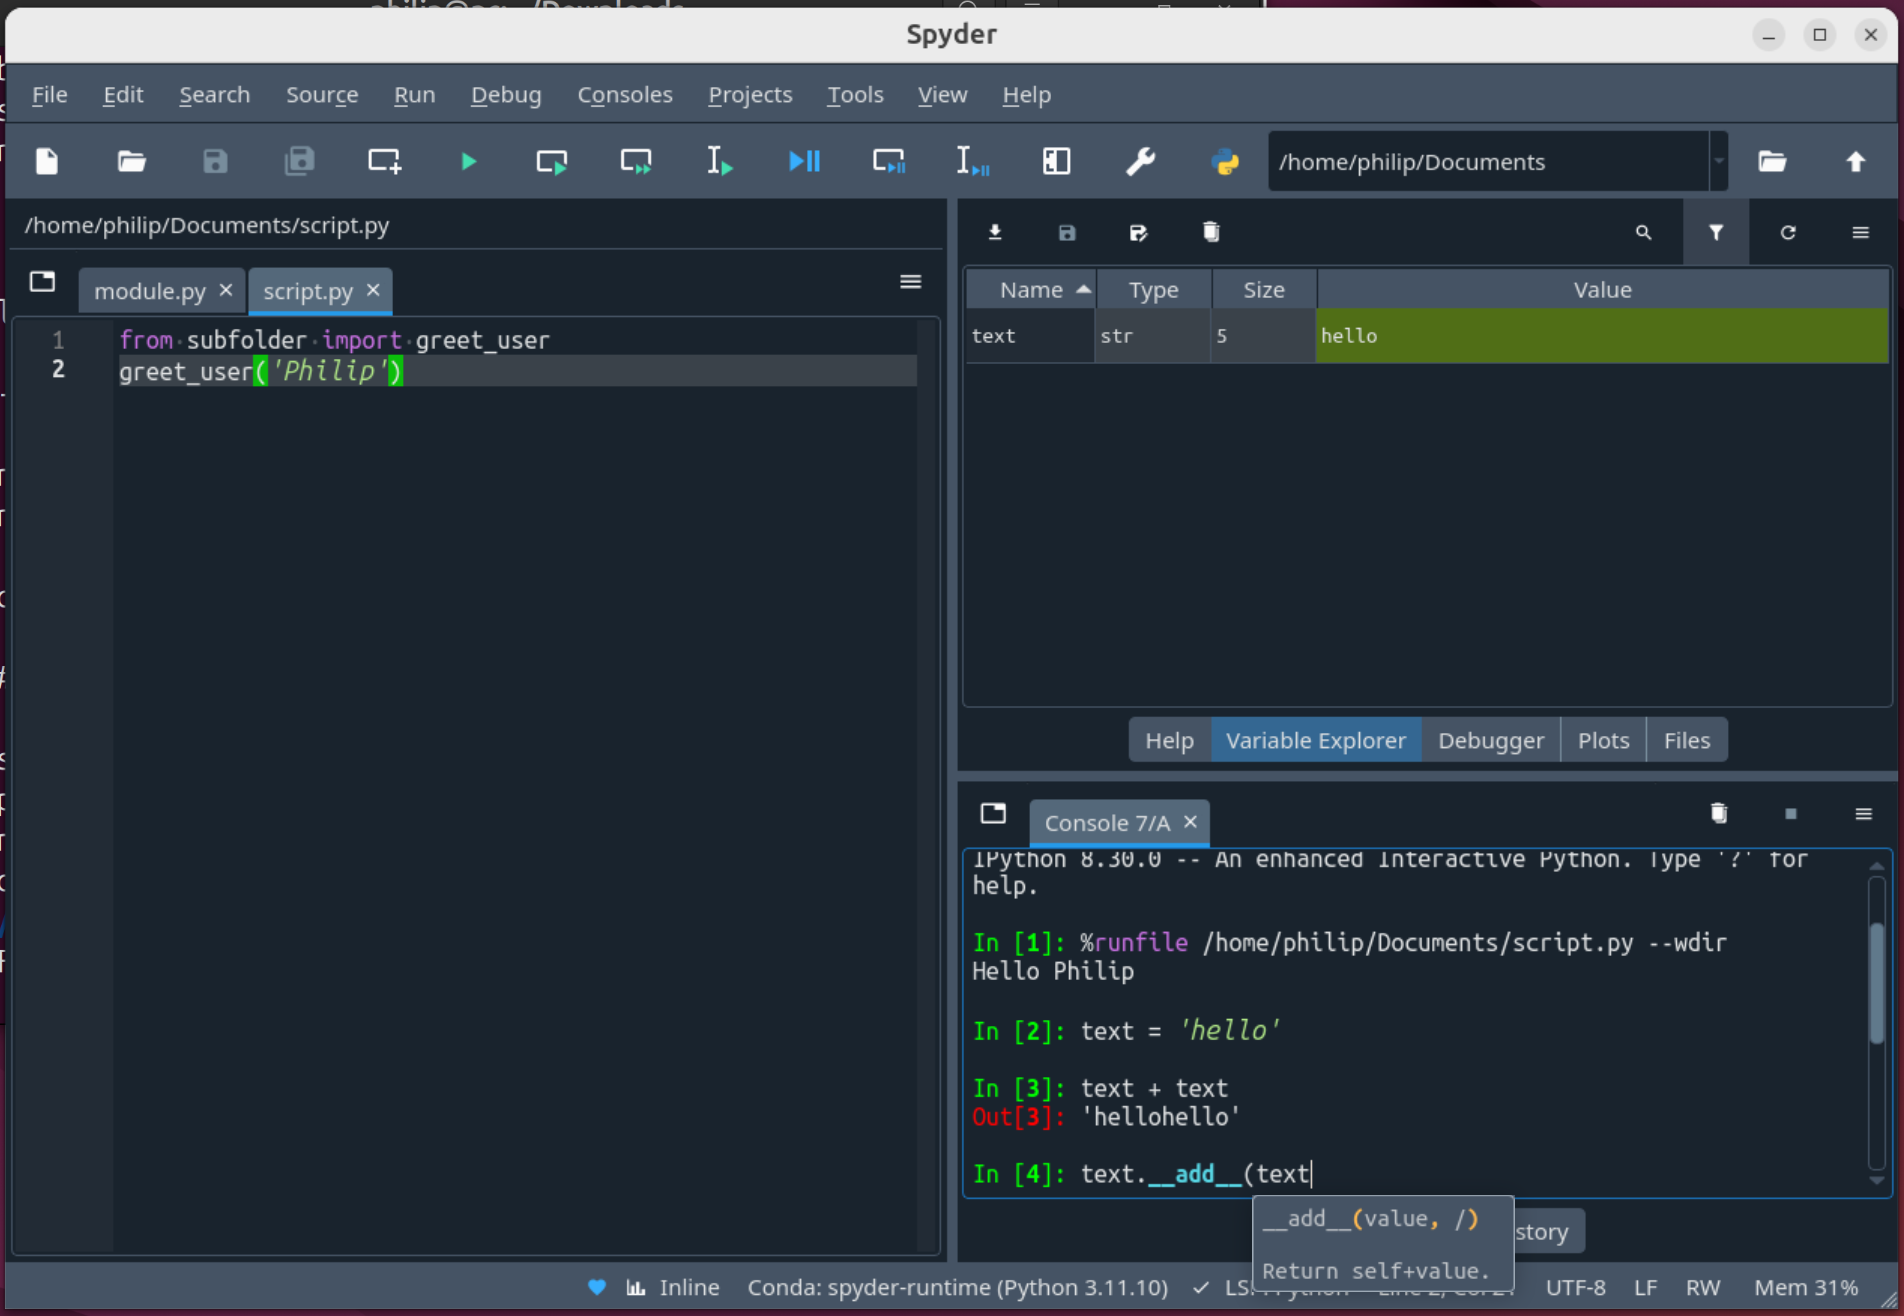 Spyder
File Edit Search Source Run Debug Consoles Projects Tools View Help
/home/philip/Documents
/home/philip/Documents/script.py
module.py script.py
1 from subfolder import greet_user
2 greet_user('Philip')
Name Type Size Value
text str 5 hello
Help Variable Explorer Debugger Plots Files
Console 7/A
IPython 8.30.0 -- An enhanced Interactive Python. Type '?' for
help.
In [1]: %runfile /home/philip/Documents/script.py --wdir
Hello Philip
In [2]: text = 'hello'
In [3]: text + text
Out[3]: 'hellohello'
In [4]: text.__add__(text
__add__(value, /)
Return self+value.
story
Inline Conda: spyder-runtime (Python 3.11.10) UTF-8 LF RW Mem 31%